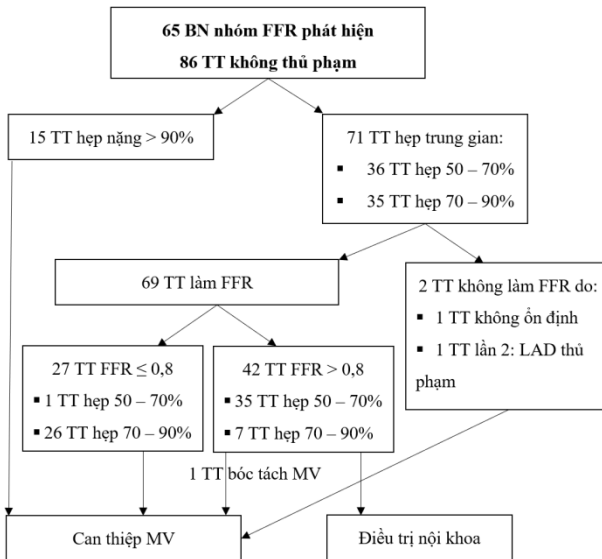 65 BN nhóm FFR phát hiện
86 TT không thủ phạm
15 TT hẹp nặng > 90%
71 TT hẹp trung gian:
▪ 36 TT hẹp 50 – 70%
▪ 35 TT hẹp 70 – 90%
69 TT làm FFR
2 TT không làm FFR do:
▪ 1 TT không ổn định
▪ 1 TT lần 2: LAD thủ
phạm
27 TT FFR ≤ 0,8
▪ 1 TT hẹp 50 – 70%
▪ 26 TT hẹp 70 – 90%
42 TT FFR > 0,8
▪ 35 TT hẹp 50 – 70%
▪ 7 TT hẹp 70 – 90%
1 TT bóc tách MV
Can thiệp MV
Điều trị nội khoa